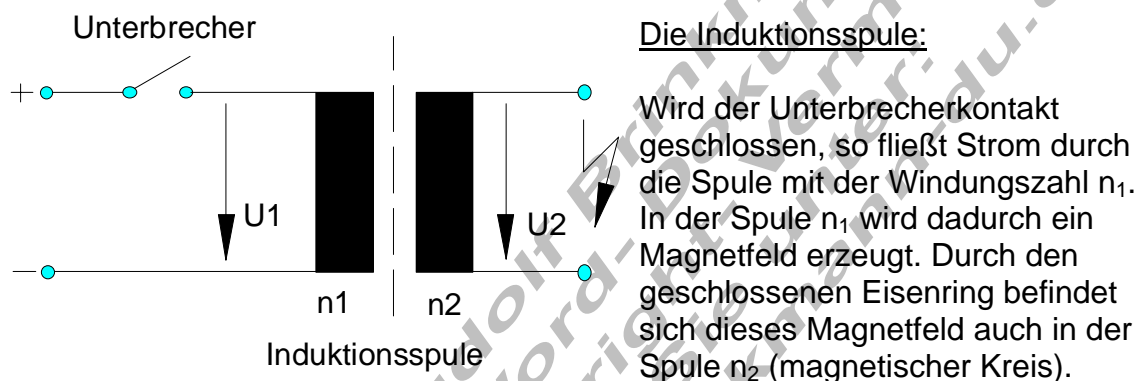 Unterbrecher
+
U1
U2
−
n1
n2
Induktionsspule
Die Induktionsspule:
Wird der Unterbrecherkontakt
geschlossen, so fließt Strom durch
die Spule mit der Windungszahl n₁.
In der Spule n₁ wird dadurch ein
Magnetfeld erzeugt. Durch den
geschlossenen Eisenring befindet
sich dieses Magnetfeld auch in der
Spule n₂ (magnetischer Kreis).